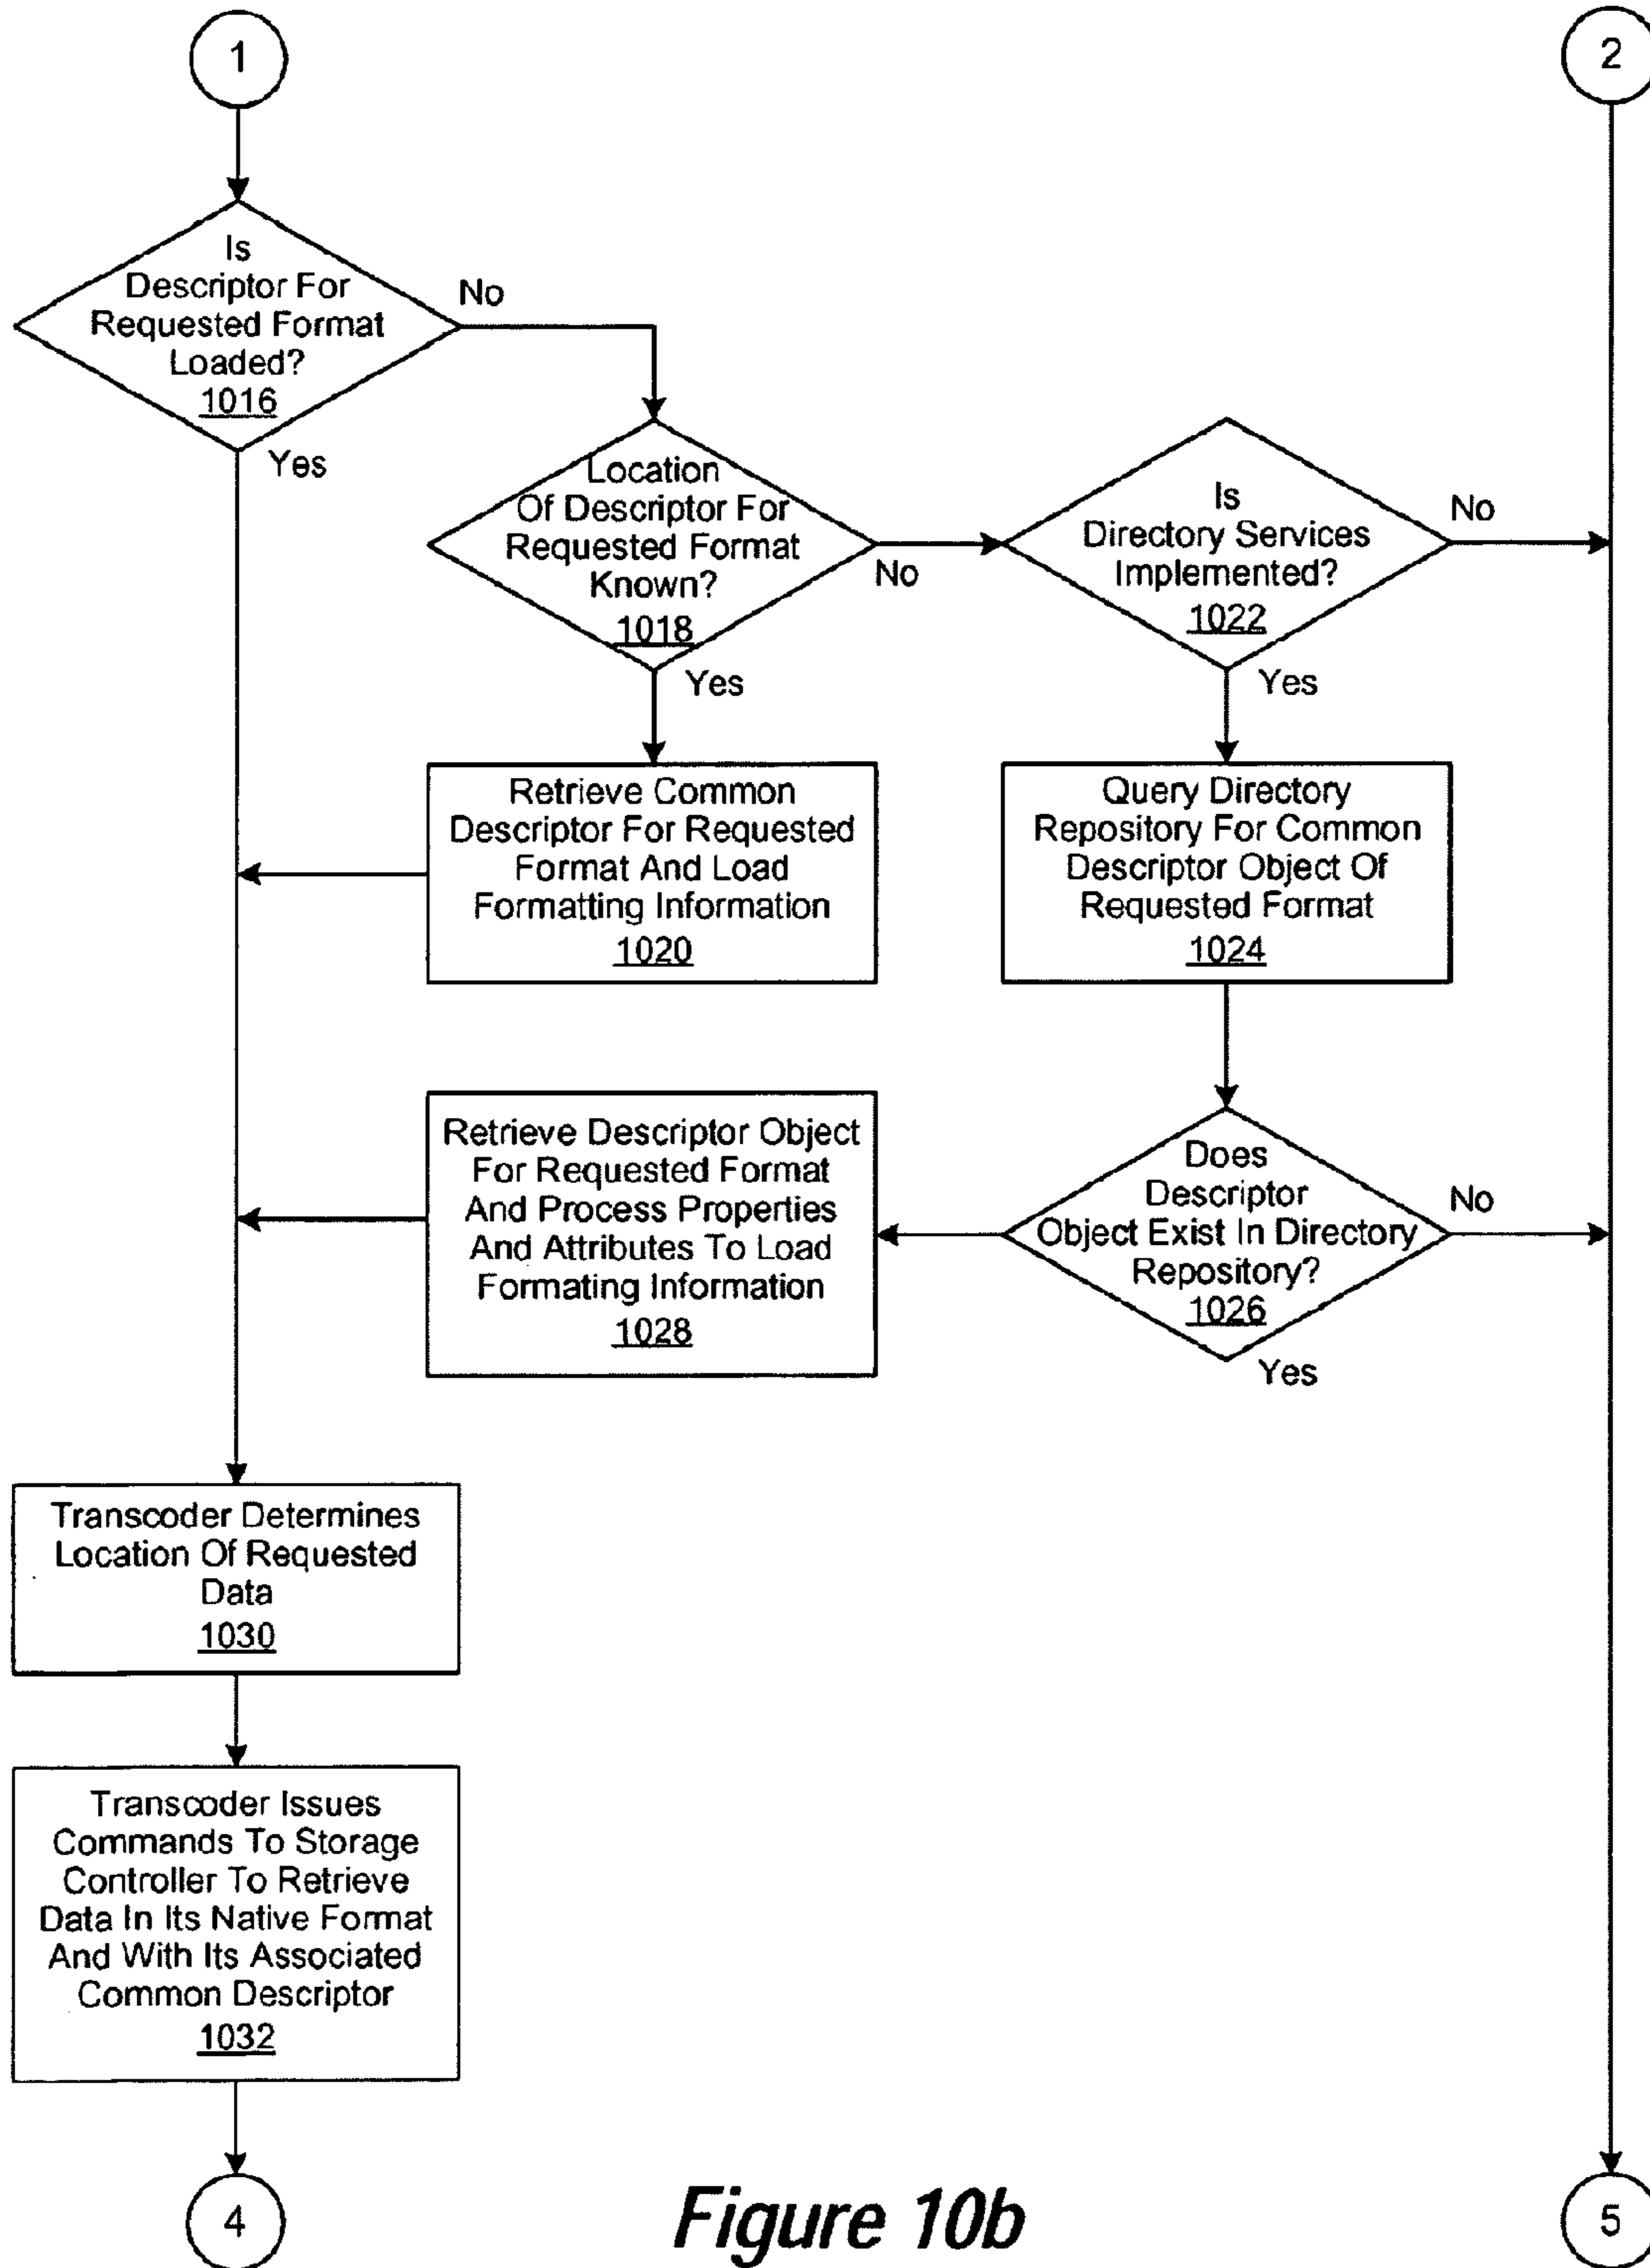 1
2
Is
Descriptor For
Requested Format
Loaded?
1016
No
Yes
Location
Of Descriptor For
Requested Format
Known?
1018
No
Yes
Is
Directory Services
Implemented?
1022
No
Yes
Retrieve Common
Descriptor For Requested
Format And Load
Formatting Information
1020
Query Directory
Repository For Common
Descriptor Object Of
Requested Format
1024
Retrieve Descriptor Object
For Requested Format
And Process Properties
And Attributes To Load
Formating Information
1028
Does
Descriptor
Object Exist In Directory
Repository?
1026
No
Yes
Transcoder Determines
Location Of Requested
Data
1030
Transcoder Issues
Commands To Storage
Controller To Retrieve
Data In Its Native Format
And With Its Associated
Common Descriptor
1032
4
Figure 10b
5